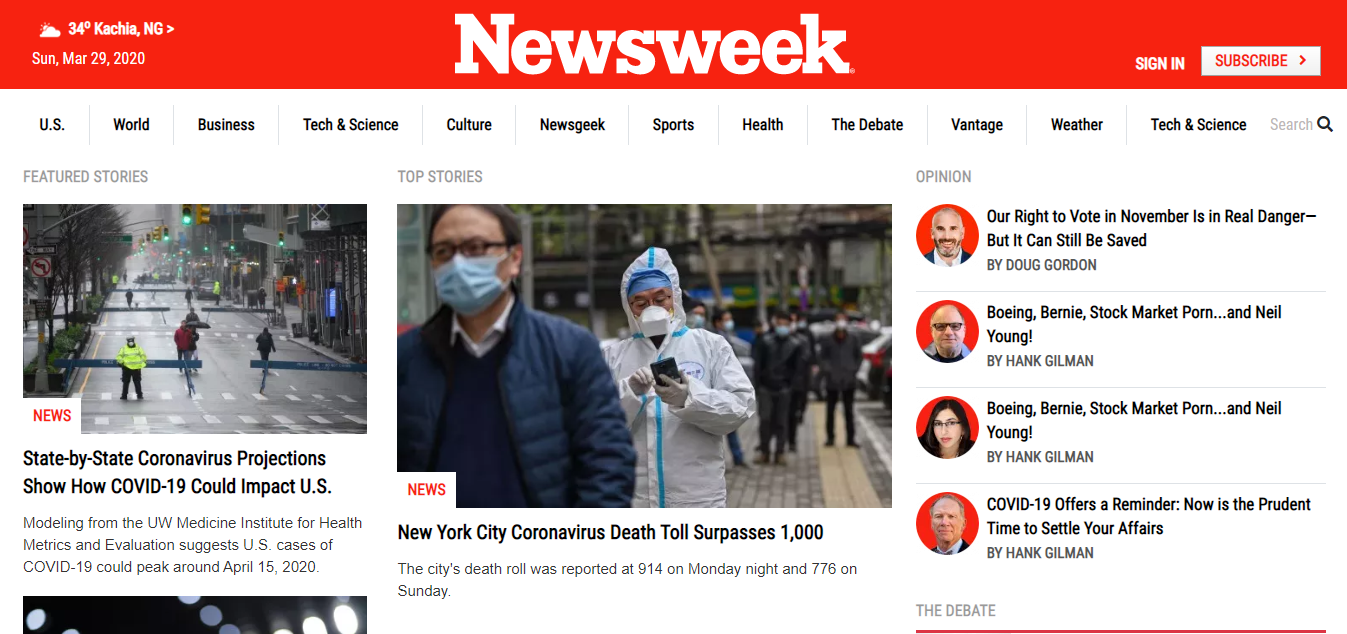 34º Kachia, NG >
Sun, Mar 29, 2020
Newsweek
SIGN IN
SUBSCRIBE >
U.S.
World
Business
Tech & Science
Culture
Newsgeek
Sports
Health
The Debate
Vantage
Weather
Tech & Science
Search
FEATURED STORIES
NEWS
State-by-State Coronavirus Projections
Show How COVID-19 Could Impact U.S.
Modeling from the UW Medicine Institute for Health
Metrics and Evaluation suggests U.S. cases of
COVID-19 could peak around April 15, 2020.
TOP STORIES
NEWS
New York City Coronavirus Death Toll Surpasses 1,000
The city's death roll was reported at 914 on Monday night and 776 on
Sunday.
OPINION
Our Right to Vote in November Is in Real Danger—
But It Can Still Be Saved
BY DOUG GORDON
Boeing, Bernie, Stock Market Porn...and Neil
Young!
BY HANK GILMAN
Boeing, Bernie, Stock Market Porn...and Neil
Young!
BY HANK GILMAN
COVID-19 Offers a Reminder: Now is the Prudent
Time to Settle Your Affairs
BY HANK GILMAN
THE DEBATE